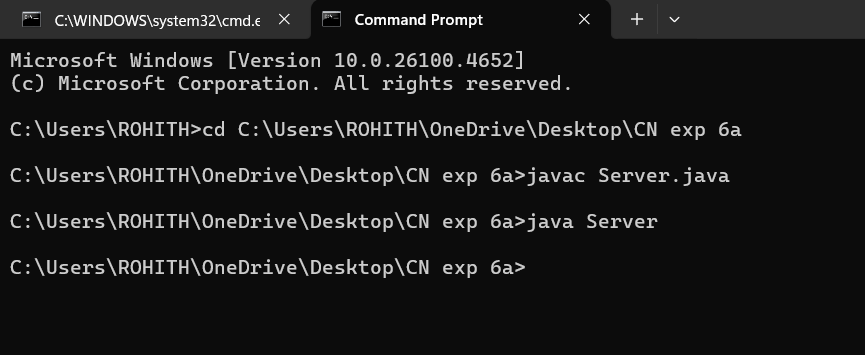 C:\WINDOWS\system32\cmd.e
Command Prompt
Microsoft Windows [Version 10.0.26100.4652]
(c) Microsoft Corporation. All rights reserved.
C:\Users\ROHITH>cd C:\Users\ROHITH\OneDrive\Desktop\CN exp 6a
C:\Users\ROHITH\OneDrive\Desktop\CN exp 6a>javac Server.java
C:\Users\ROHITH\OneDrive\Desktop\CN exp 6a>java Server
C:\Users\ROHITH\OneDrive\Desktop\CN exp 6a>